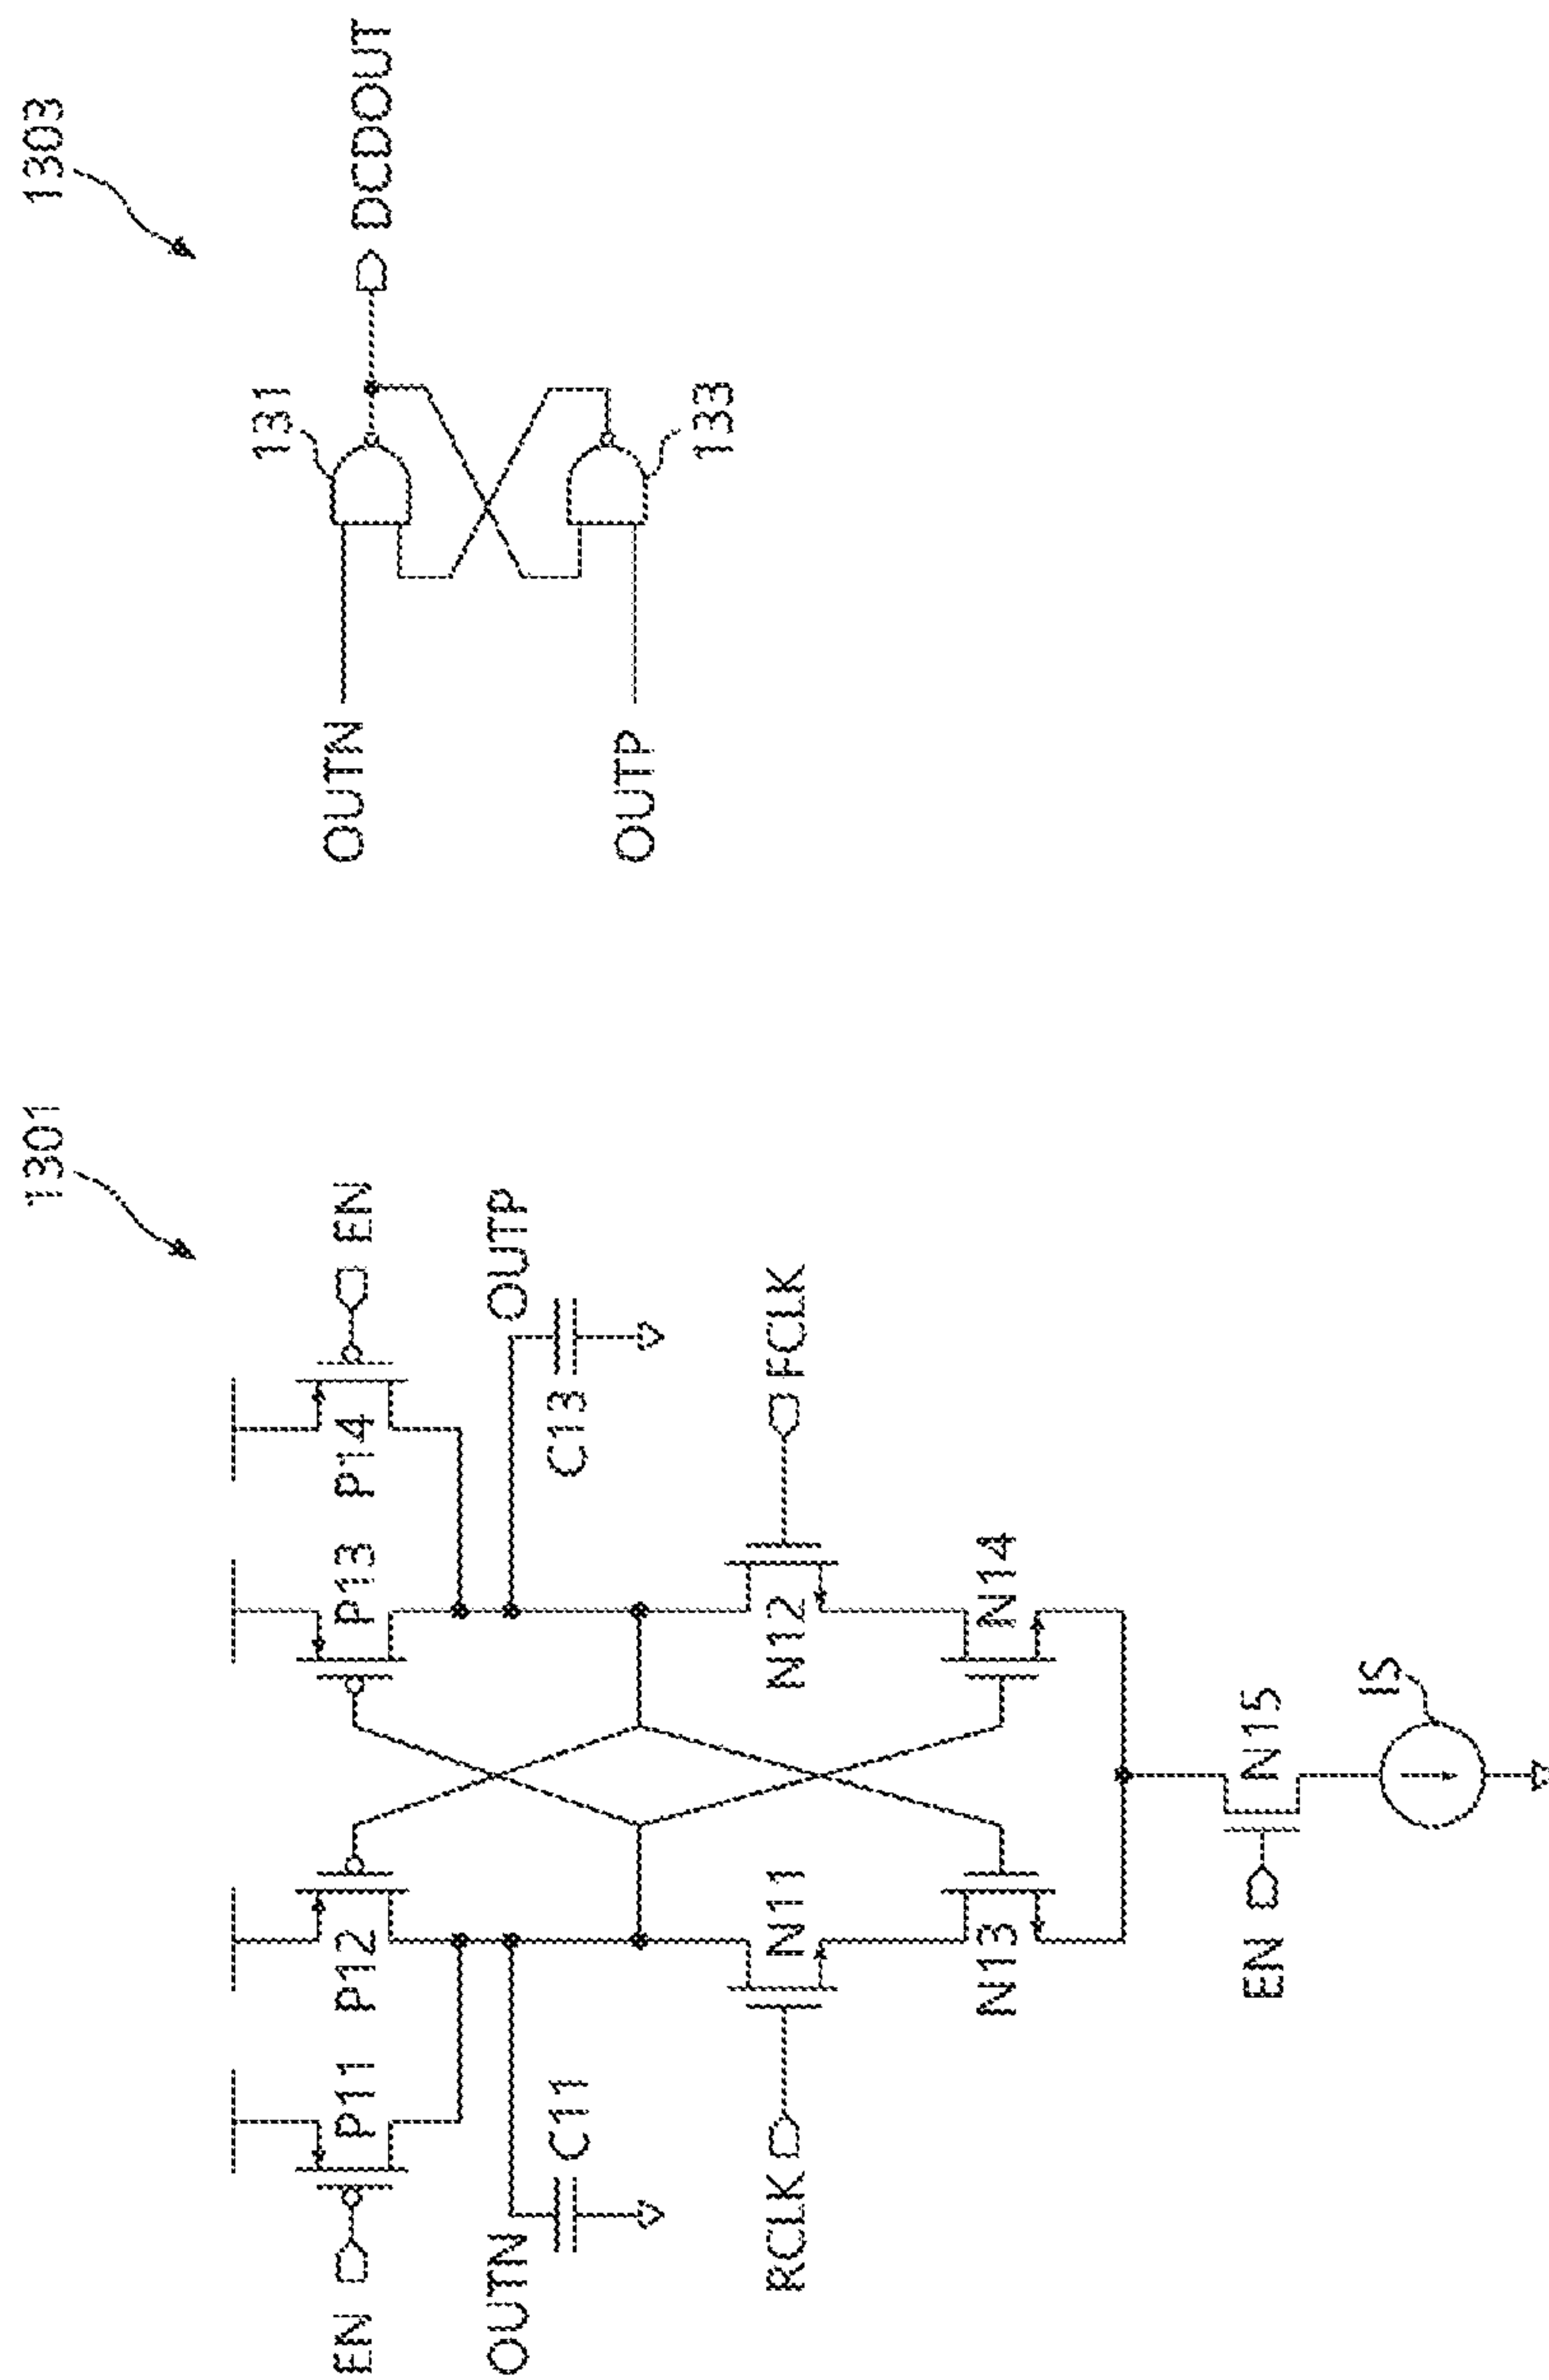 1301
EN
P11
P12
P13
P14
EN
OUTN
C11
C13
OUTP
RCLK
N11
N12
FCLK
N13
N14
EN
N15
IS
1303
131
OUTN
DCDOUT
OUTP
133